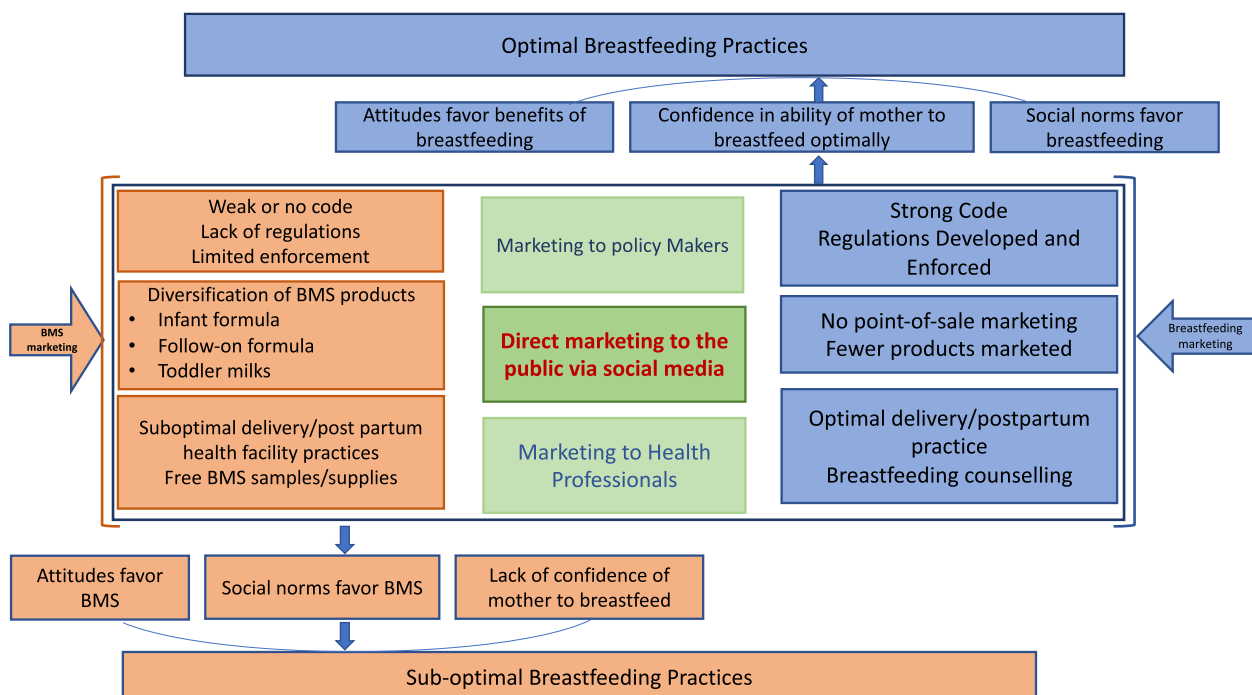 Optimal Breastfeeding Practices
Attitudes favor benefits of
breastfeeding
Confidence in ability of mother to
breastfeed optimally
Social norms favor
breastfeeding
BMS
marketing
Weak or no code
Lack of regulations
Limited enforcement
Diversification of BMS products
• Infant formula
• Follow-on formula
• Toddler milks
Suboptimal delivery/post partum
health facility practices
Free BMS samples/supplies
Marketing to policy Makers
Direct marketing to the
public via social media
Marketing to Health
Professionals
Strong Code
Regulations Developed and
Enforced
No point-of-sale marketing
Fewer products marketed
Optimal delivery/postpartum
practice
Breastfeeding counselling
Breastfeeding
marketing
Attitudes favor
BMS
Social norms favor BMS
Lack of confidence of
mother to breastfeed
Sub-optimal Breastfeeding Practices